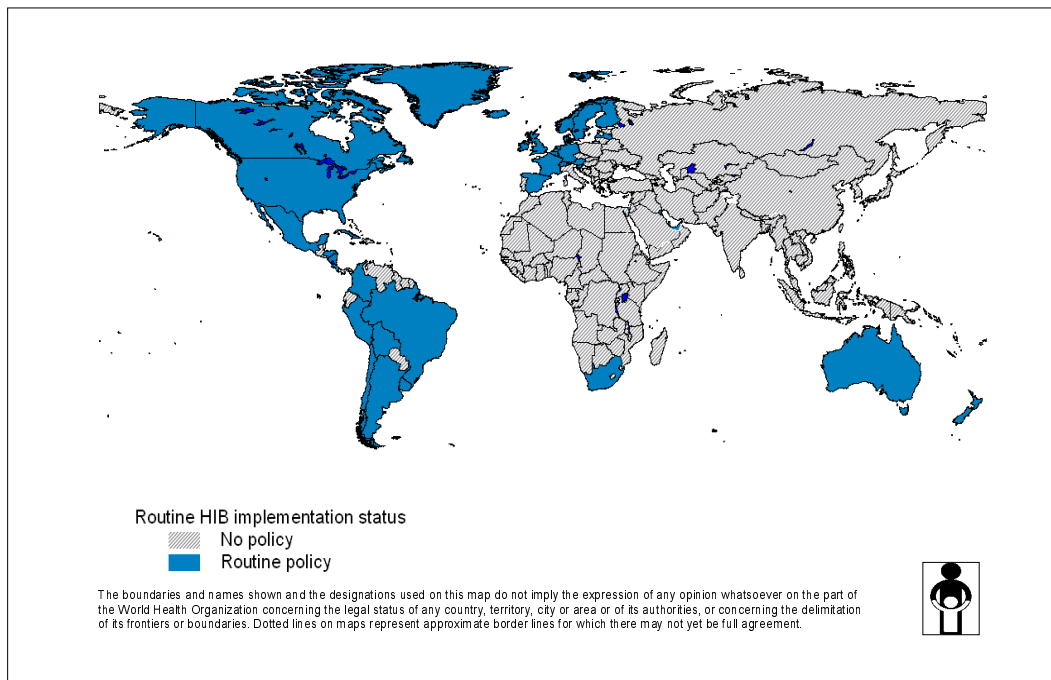 Routine HIB implementation status
No policy
Routine policy
The boundaries and names shown and the designations used on this map do not imply the expression of any opinion whatsoever on the part of
the World Health Organization concerning the legal status of any country, territory, city or area or of its authorities, or concerning the delimitation
of its frontiers or boundaries. Dotted lines on maps represent approximate border lines for which there may not yet be full agreement.